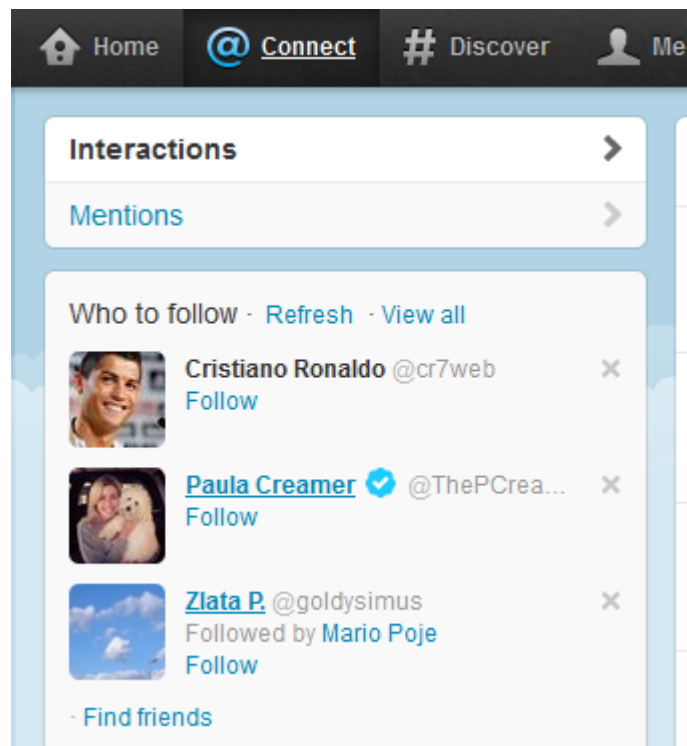 Home @ Connect # Discover Me
Interactions
Mentions
Who to follow · Refresh · View all
Cristiano Ronaldo @cr7web
Follow
Paula Creamer @ThePCrea...
Follow
Zlata P. @goldysimus
Followed by Mario Poje
Follow
· Find friends